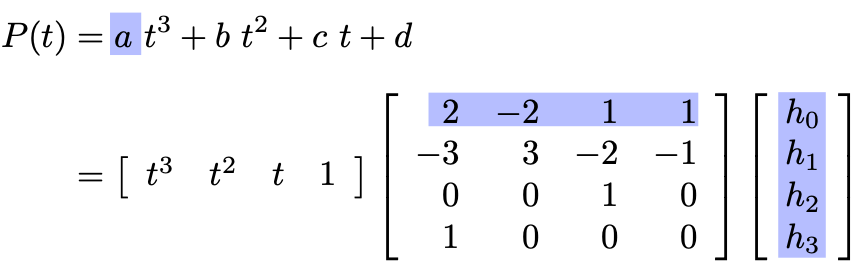 P(t) = a t³ + b t² + c t + d
= [ t³ t² t 1 ] [ 2 −2 1 1 ] [ h₀ ]
−3 3 −2 −1 h₁
0 0 1 0 h₂
1 0 0 0 h₃